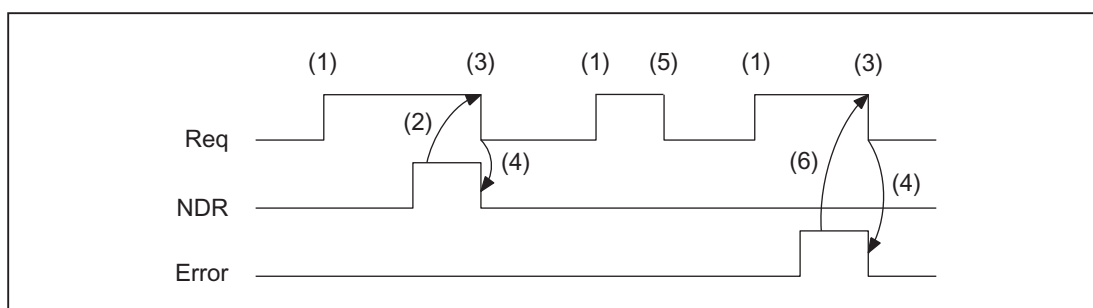 (1) (3) (1) (5) (1) (3)
(2)
Req
(4)
(6)
(4)
NDR
Error